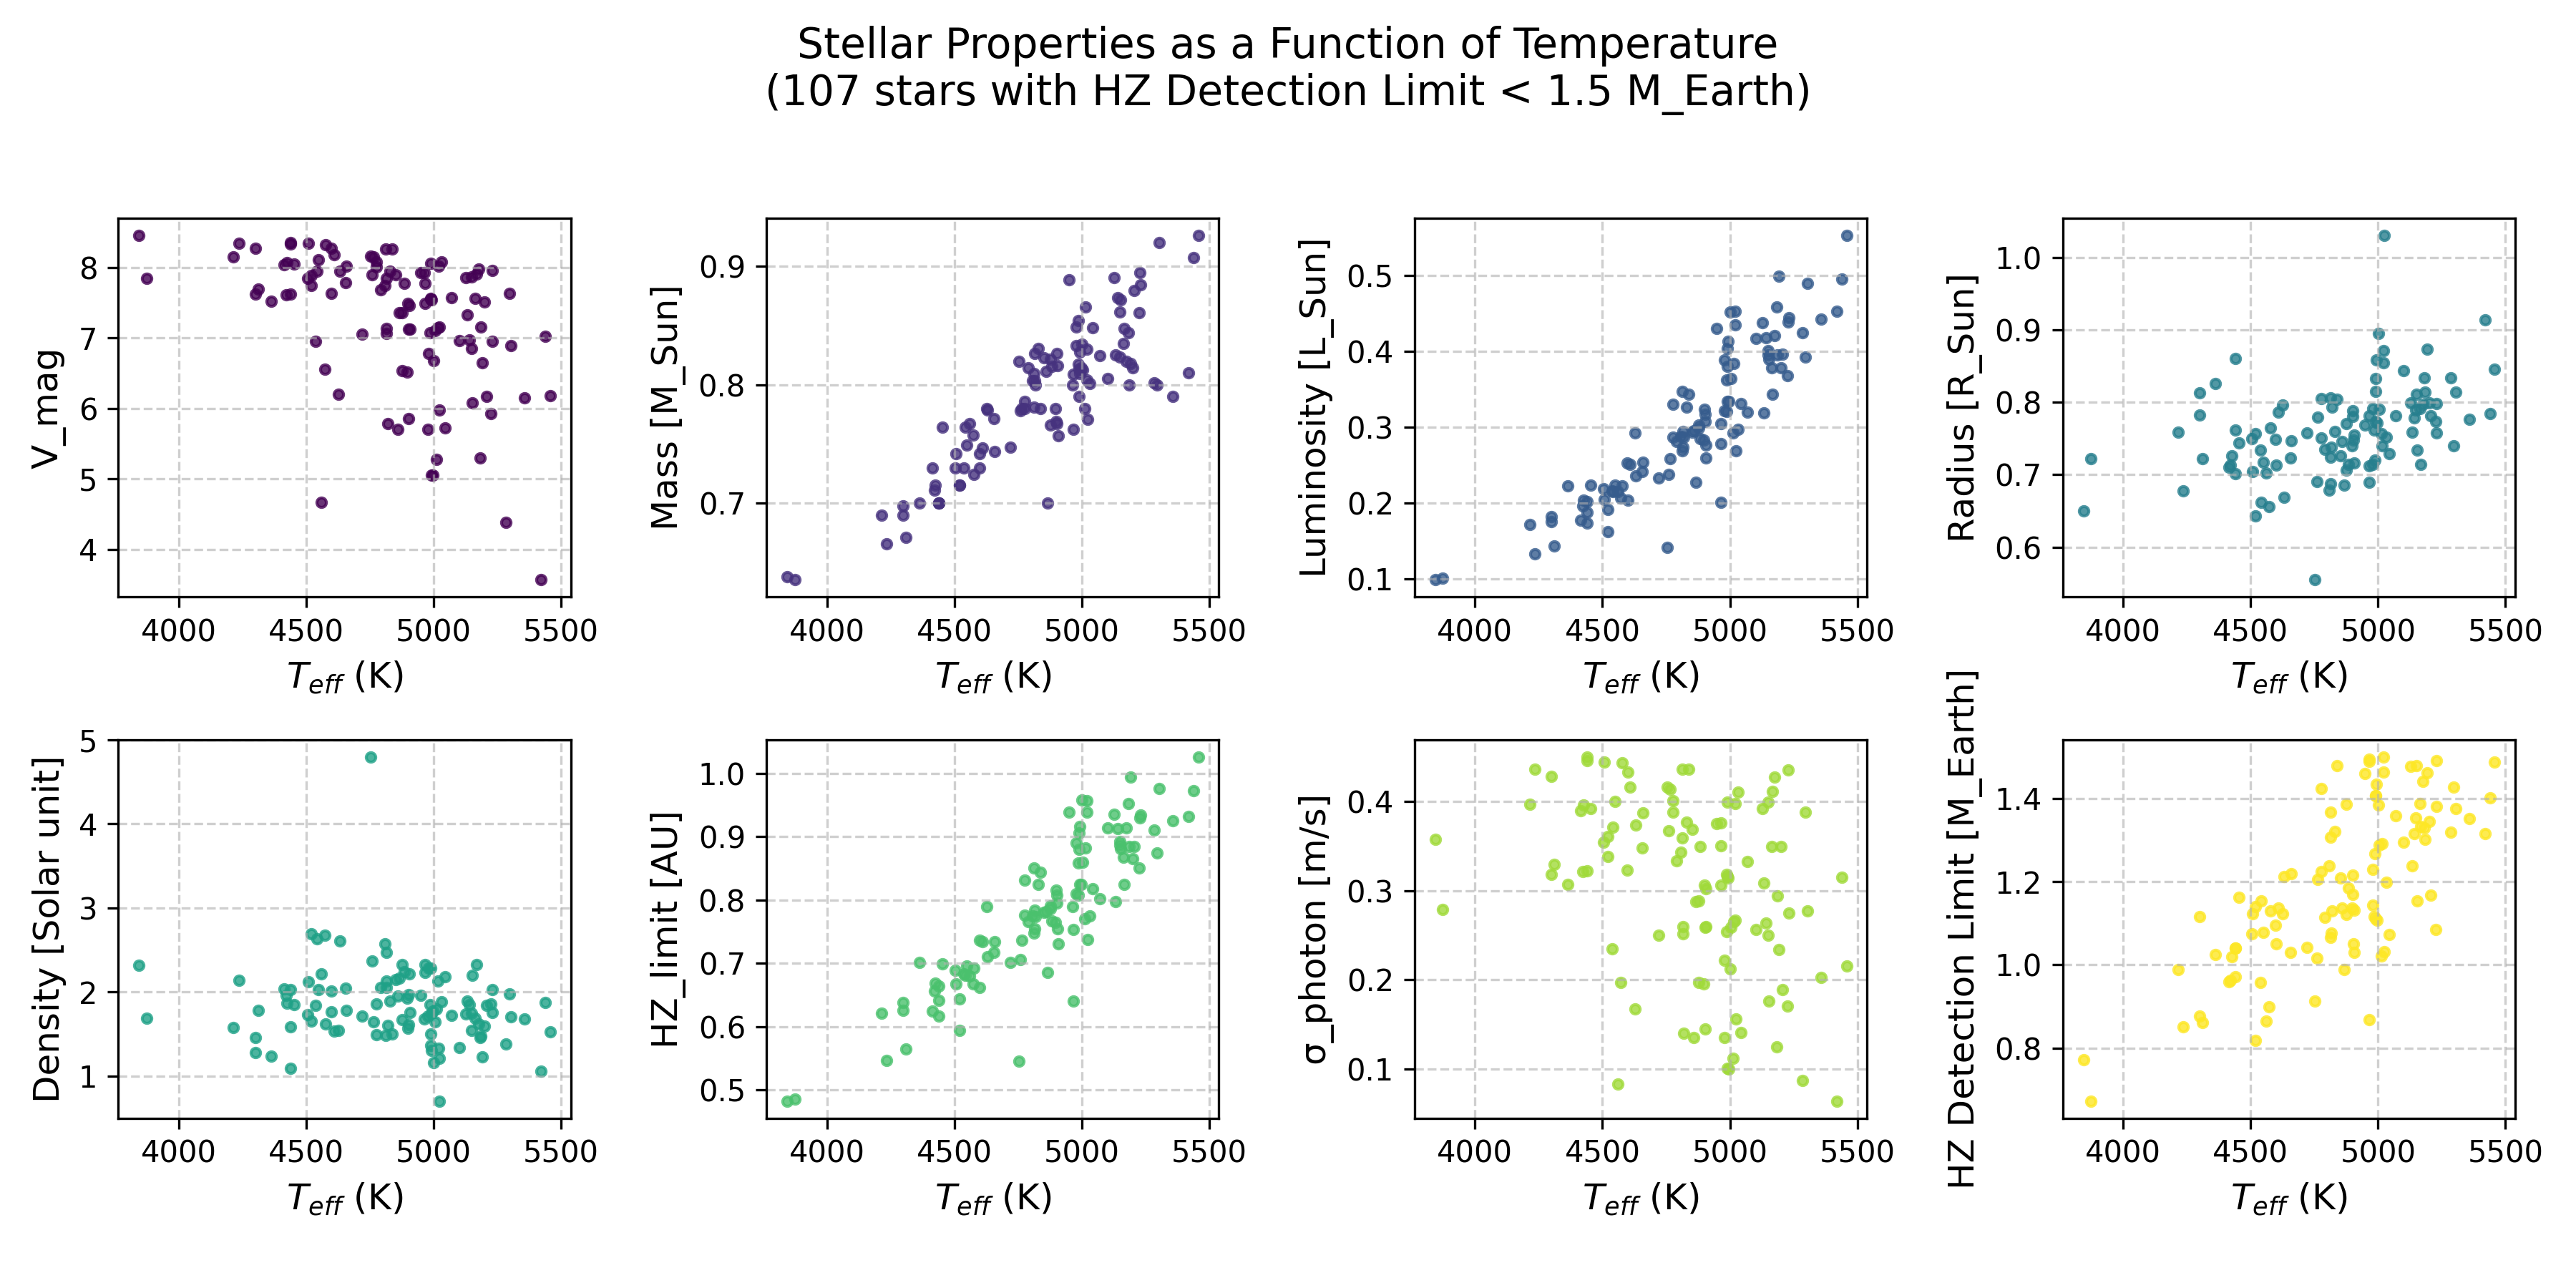 Stellar Properties as a Function of Temperature
(107 stars with HZ Detection Limit < 1.5 M_Earth)
V_mag
8
7
6
5
4
4000 4500 5000 5500
T_eff (K)
Mass [M_Sun]
0.9
0.8
0.7
4000 4500 5000 5500
T_eff (K)
Luminosity [L_Sun]
0.5
0.4
0.3
0.2
0.1
4000 4500 5000 5500
T_eff (K)
Radius [R_Sun]
1.0
0.9
0.8
0.7
0.6
4000 4500 5000 5500
T_eff (K)
Density [Solar unit]
5
4
3
2
1
4000 4500 5000 5500
T_eff (K)
HZ_limit [AU]
1.0
0.9
0.8
0.7
0.6
0.5
4000 4500 5000 5500
T_eff (K)
σ_photon [m/s]
0.4
0.3
0.2
0.1
4000 4500 5000 5500
T_eff (K)
HZ Detection Limit [M_Earth]
1.4
1.2
1.0
0.8
4000 4500 5000 5500
T_eff (K)